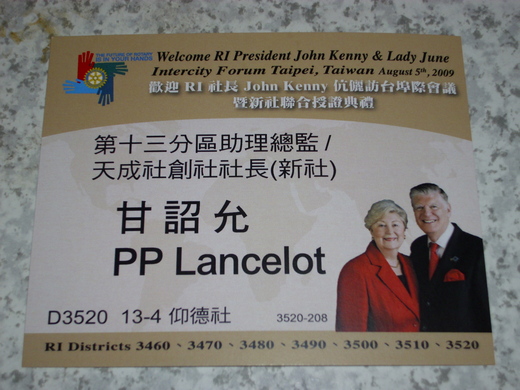 THE FUTURE OF ROTARY
IS IN YOUR HANDS
Welcome RI President John Kenny & Lady June
Intercity Forum Taipei, Taiwan August 5th, 2009
歡迎 RI 社長 John Kenny 伉儷訪台埠際會議
暨新社聯合授證典禮
第十三分區助理總監/
天成社創社社長(新社)
甘詔允
PP Lancelot
D3520 13-4 仰德社
3520-208
RI Districts 3460、3470、3480、3490、3500、3510、3520